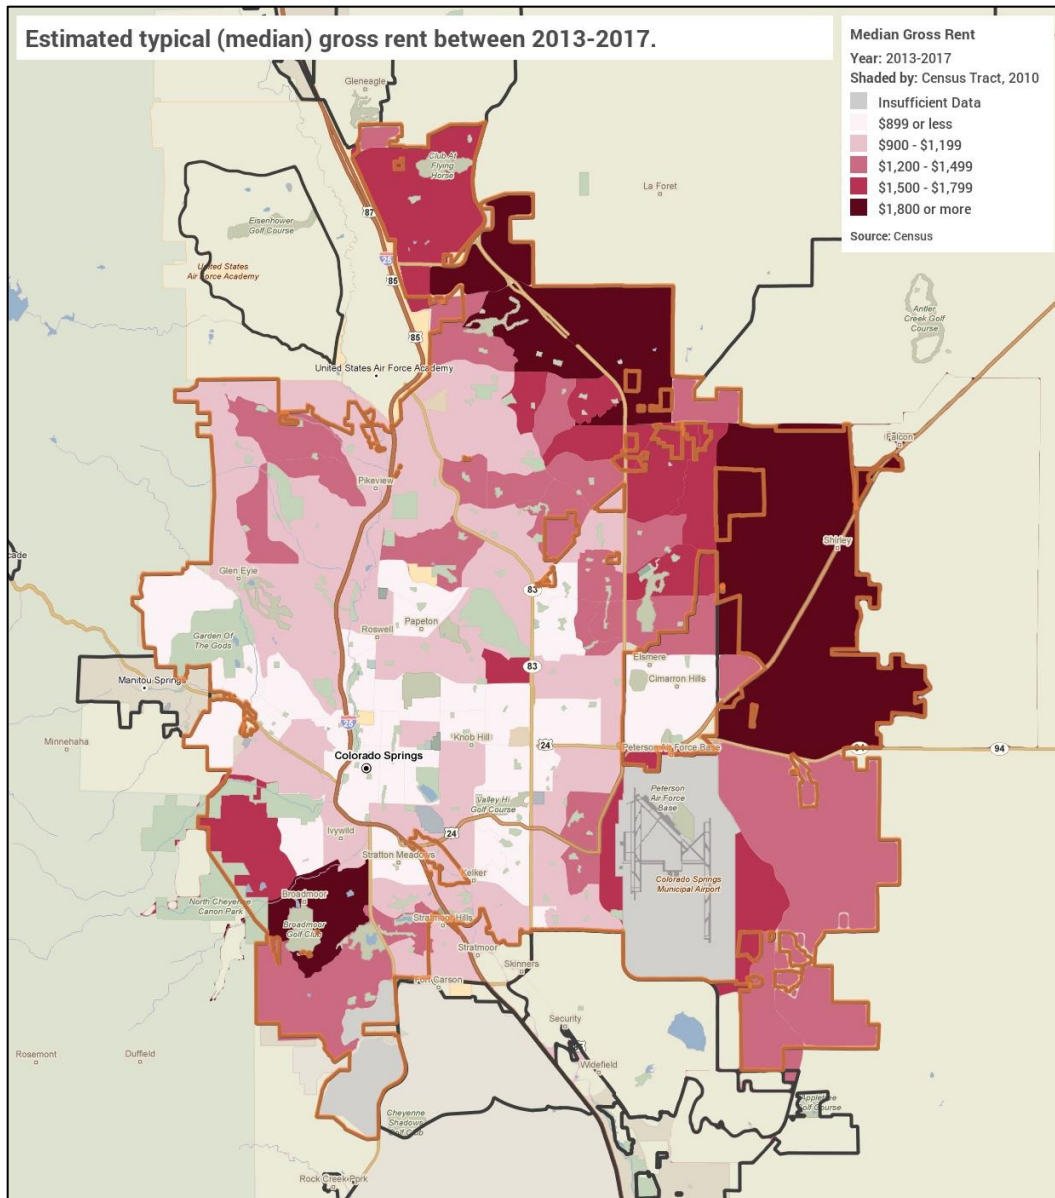 Estimated typical (median) gross rent between 2013-2017.
Median Gross Rent
Year: 2013-2017
Shaded by: Census Tract, 2010
Insufficient Data
$899 or less
$900 - $1,199
$1,200 - $1,499
$1,500 - $1,799
$1,800 or more
Source: Census
Gleneagle
Club At
Flying
Horse
La Foret
87
Eisenhower
Golf Course
25
United States
Air Force Academy
85
Antler
Creek Golf
Course
85
United States Air Force Academy
Falcon
Pikeview
Shirley
cade
Glen Eyie
83
Papeton
Roswell
Garden Of
The Gods
Elsmere
83
Cimarron Hills
Manitou Springs
25
Minnehaha
Knob Hill
24
Peterson Air Force Base
94
94
Colorado Springs
Peterson
Air Force
Base
Valley Hi
Golf Course
Ivywild
24
Stratton Meadows
Kelker
Colorado Springs
Municipal Airport
Broadmoor
North Cheyenne
Canon Park
Stratmoor Hills
Broadmoor
Golf Club
Stratmoor
Skinners
Fort Carson
Security
Rosemont
Duffield
Widefield
Appletree
Golf Course
Cheyenne
Shadows
Golf Club
Rock Creek Park